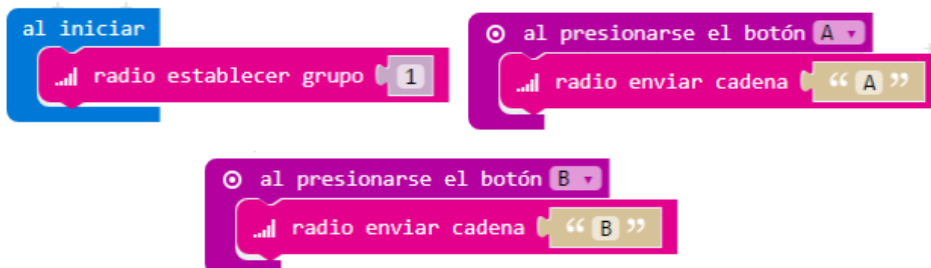 al iniciar
radio establecer grupo 1
al presionarse el botón A
radio enviar cadena “ A ”
al presionarse el botón B
radio enviar cadena “ B ”